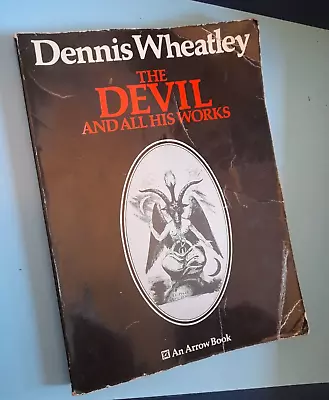 Dennis Wheatley
THE
DEVIL
AND ALL HIS WORKS
An Arrow Book